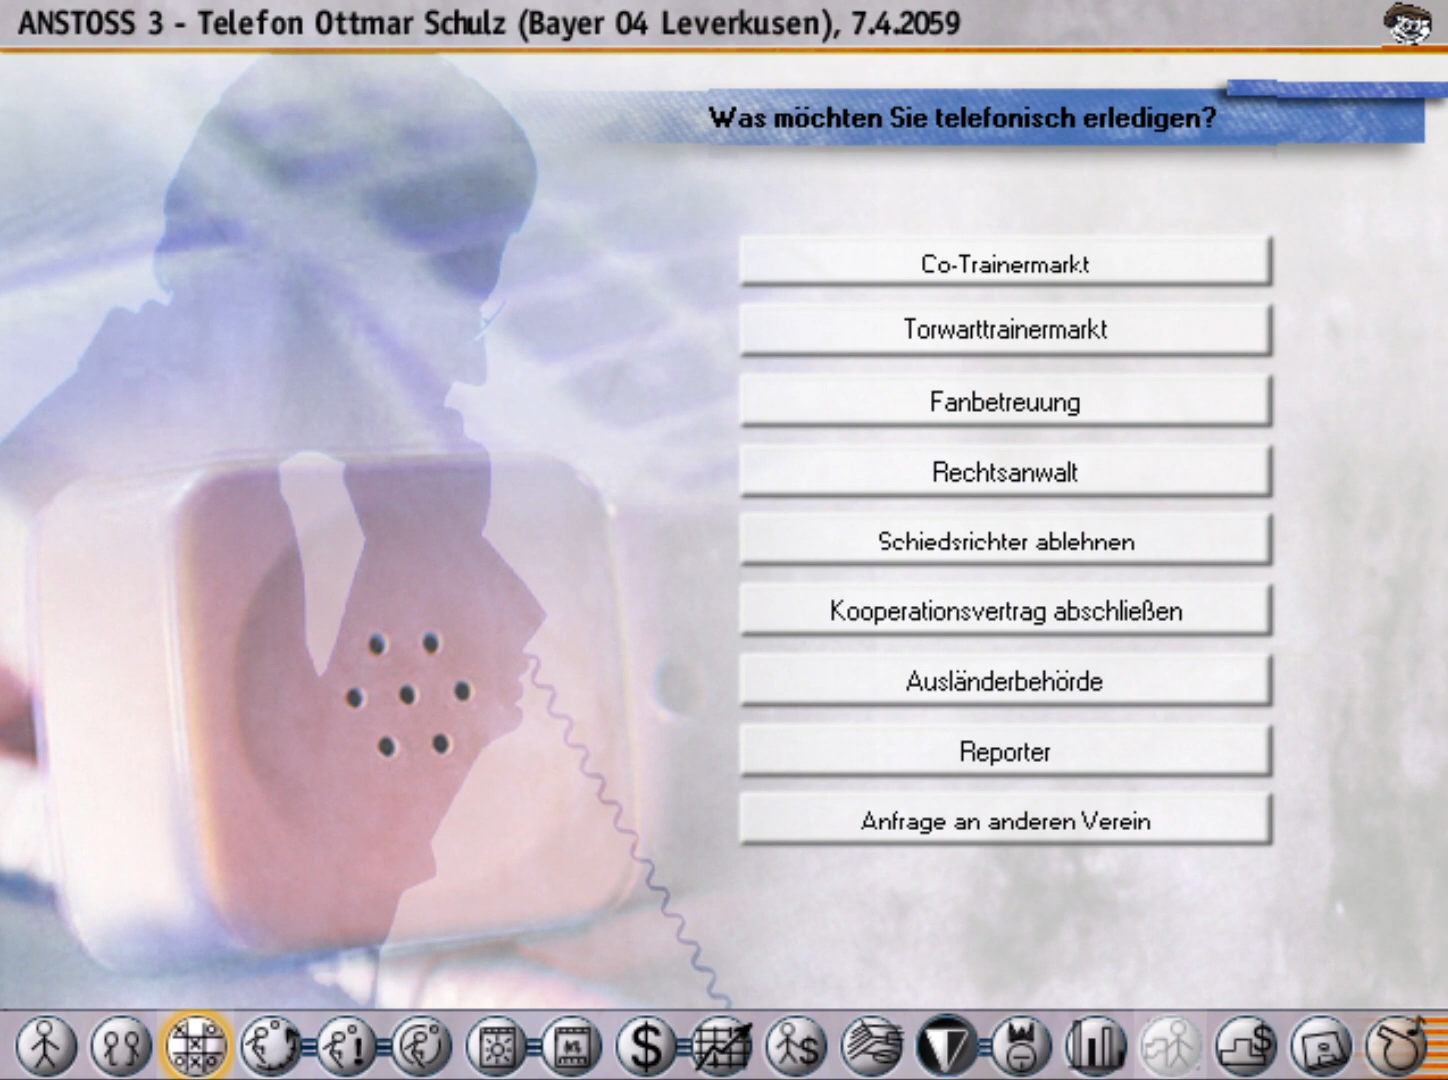 ANSTOSS 3 - Telefon Ottmar Schulz (Bayer 04 Leverkusen), 7.4.2059
Was möchten Sie telefonisch erledigen?
Co-Trainermarkt
Torwarttrainermarkt
Fanbetreuung
Rechtsanwalt
Schiedsrichter ablehnen
Kooperationsvertrag abschließen
Ausländerbehörde
Reporter
Anfrage an anderen Verein